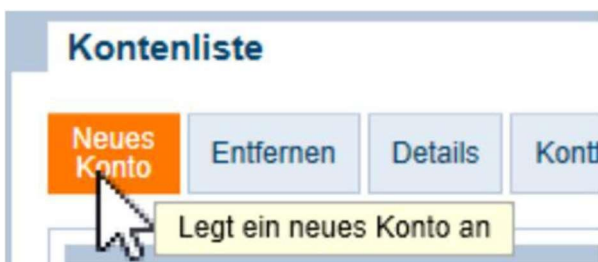 Kontenliste
Neues
Konto
Entfernen
Details
Legt ein neues Konto an